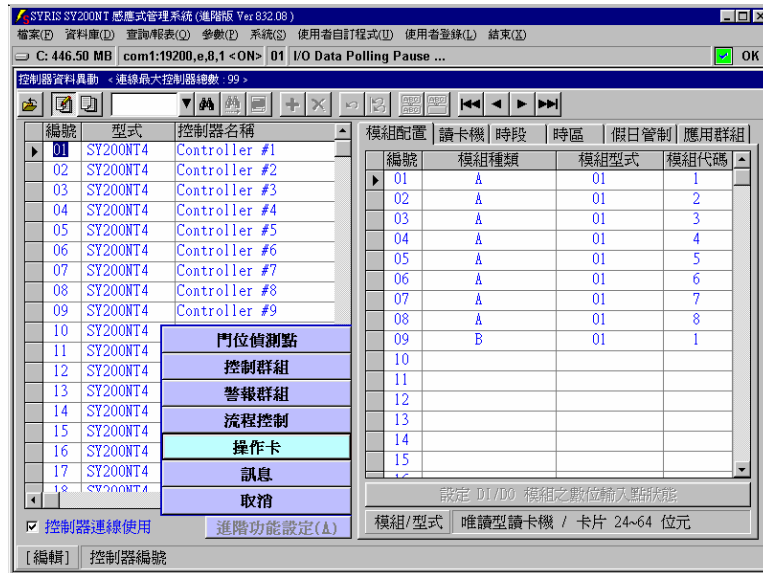 SYRIS SY200NT 感應式管理系統 (進階版 Ver 8.32.08 )
檔案(F) 資料庫(D) 查詢/報表(Q) 參數(P) 系統(S) 使用者自訂程式(U) 使用者登錄(L) 結束(X)
C: 446.50 MB com1:19200,e,8,1 <ON> 01 I/O Data Polling Pause ... OK
控制器資料異動 < 連線最大控制器總數 : 99 >
編號 型式 控制器名稱
01 SY200NT4 Controller #1
02 SY200NT4 Controller #2
03 SY200NT4 Controller #3
04 SY200NT4 Controller #4
05 SY200NT4 Controller #5
06 SY200NT4 Controller #6
07 SY200NT4 Controller #7
08 SY200NT4 Controller #8
09 SY200NT4 Controller #9
10 SY200NT4
11 SY200NT4
12 SY200NT4
13 SY200NT4
14 SY200NT4
15 SY200NT4
16 SY200NT4
17 SY200NT4
18 SY200NT4
門位偵測點
控制群組
警報群組
流程控制
操作卡
訊息
取消
控制器連線使用 進階功能設定(A)
模組配置 讀卡機 時段 時區 假日管制 應用群組
編號 模組種類 模組型式 模組代碼
01 A 01 1
02 A 01 2
03 A 01 3
04 A 01 4
05 A 01 5
06 A 01 6
07 A 01 7
08 A 01 8
09 B 01 1
10
11
12
13
14
15
16
設定 DI/DO 模組之數位輸入點狀態
模組/型式 唯讀型讀卡機 / 卡片 24~64 位元
[編輯] 控制器編號